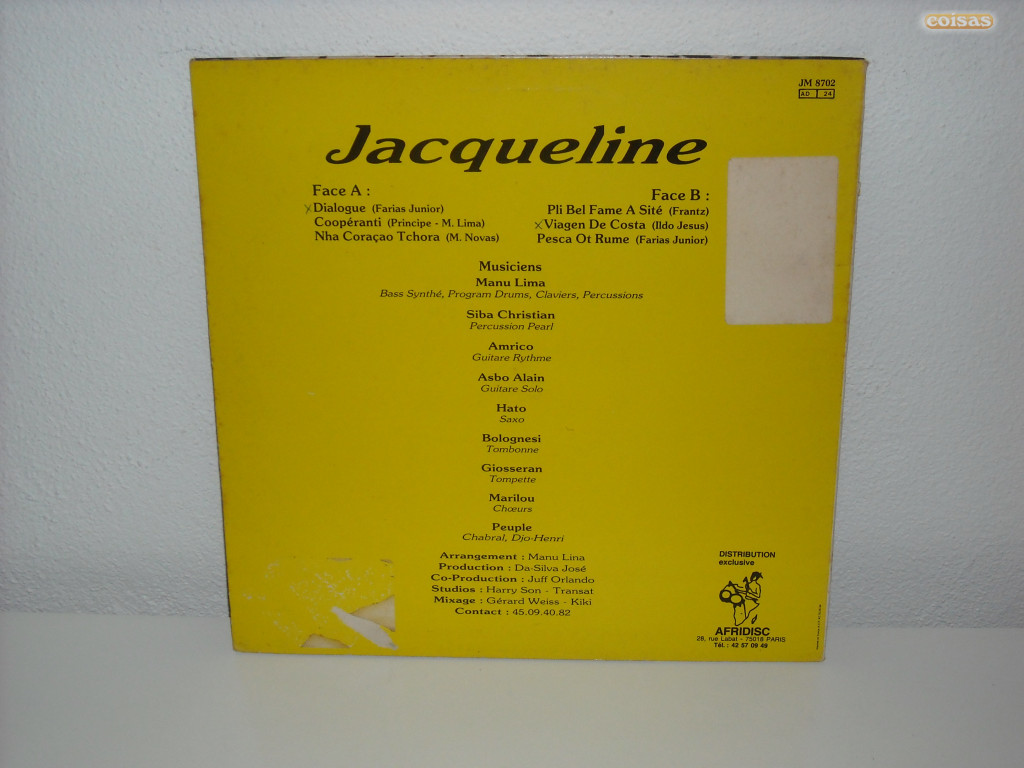 coisas
JM 8702
AD 24
Jacqueline
Face A :
x Dialogue (Farias Junior)
Coopéranti (Principe - M. Lima)
Nha Coraçao Tchora (M. Novas)
Face B :
Pli Bel Fame A Sité (Frantz)
x Viagen De Costa (Ildo Jesus)
Pesca Ot Rume (Farias Junior)
Musiciens
Manu Lima
Bass Synthé, Program Drums, Claviers, Percussions
Siba Christian
Percussion Pearl
Amrico
Guitare Rythme
Asbo Alain
Guitare Solo
Hato
Saxo
Bolognesi
Tombonne
Giosseran
Tompette
Marilou
Chœurs
Peuple
Chabral, Djo-Henri
Arrangement : Manu Lina
Production : Da-Silva José
Co-Production : Juff Orlando
Studios : Harry Son - Transat
Mixage : Gérard Weiss - Kiki
Contact : 45.09.40.82
DISTRIBUTION
exclusive
AFRIDISC
28, rue Labat - 75018 PARIS
Tél. : 42 57 09 49